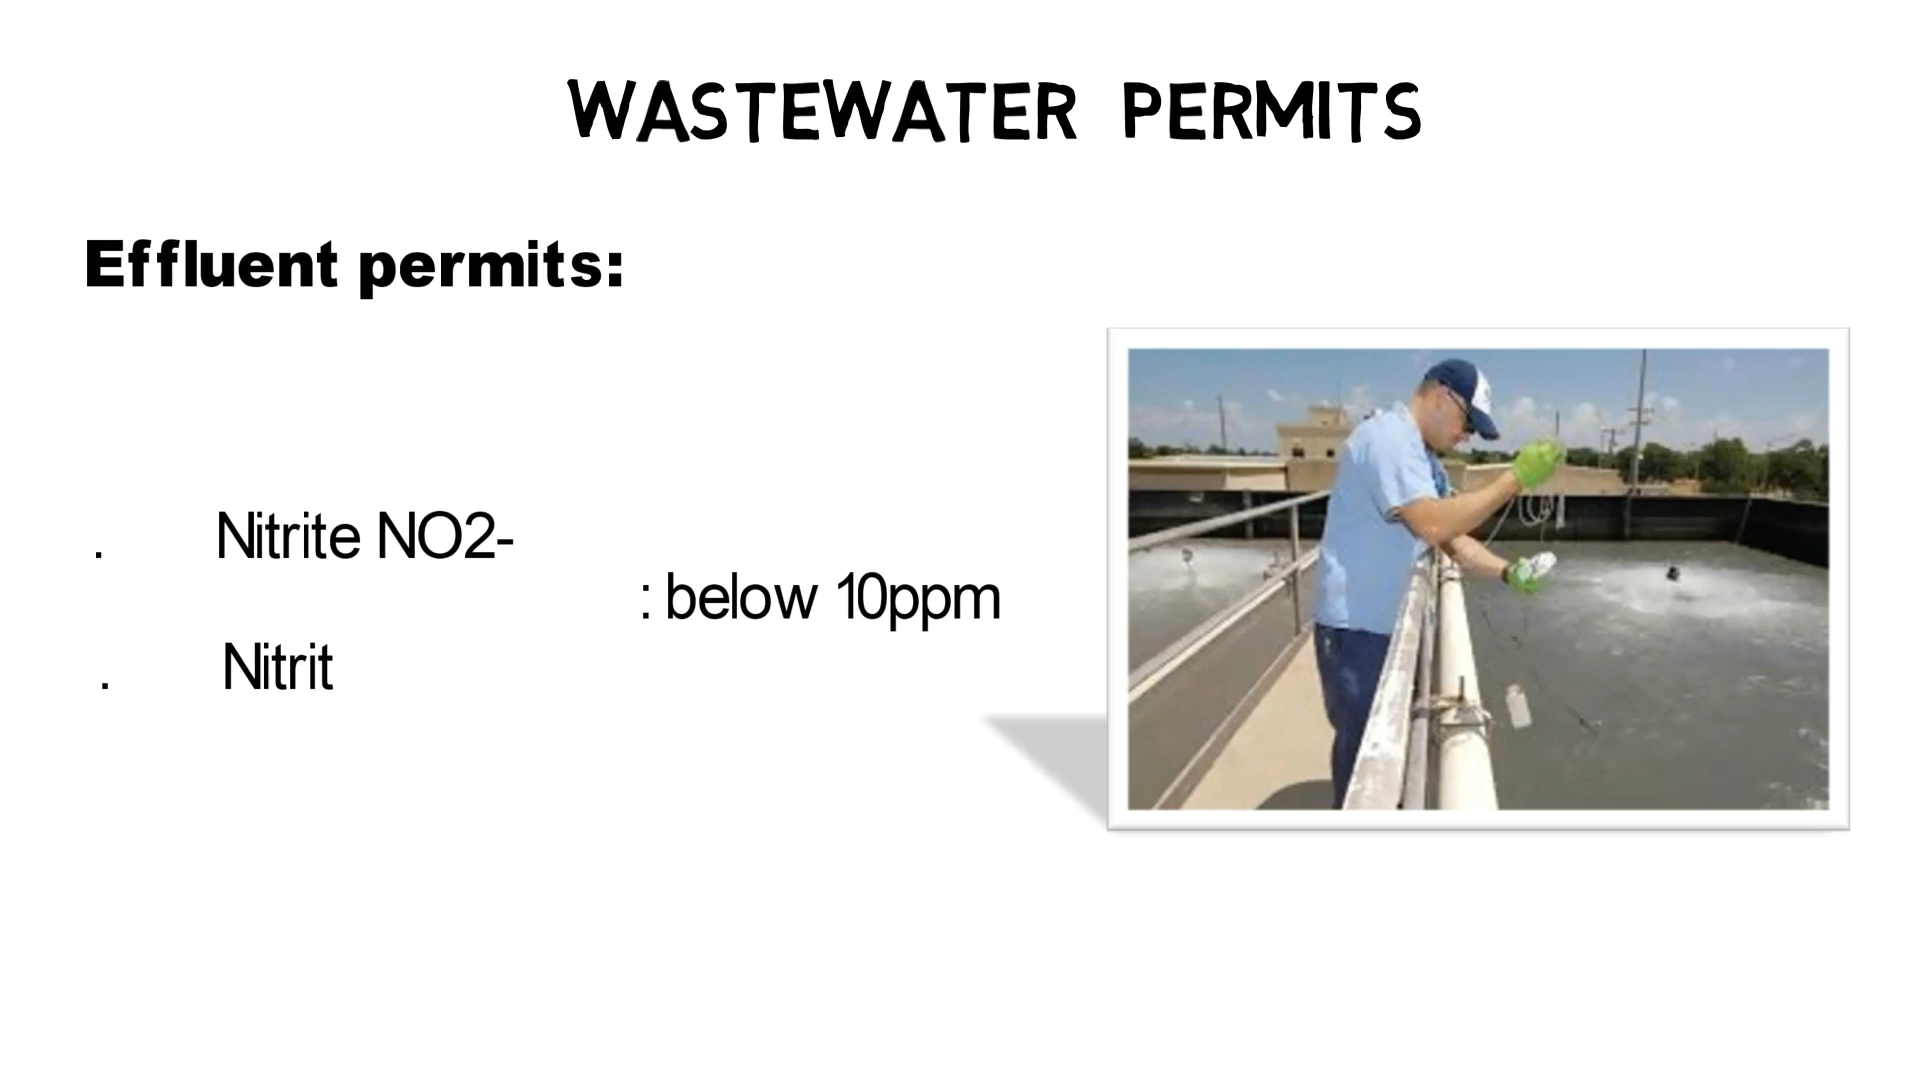 WASTEWATER PERMITS
Effluent permits:
. Nitrite NO2-
: below 10ppm
. Nitrit